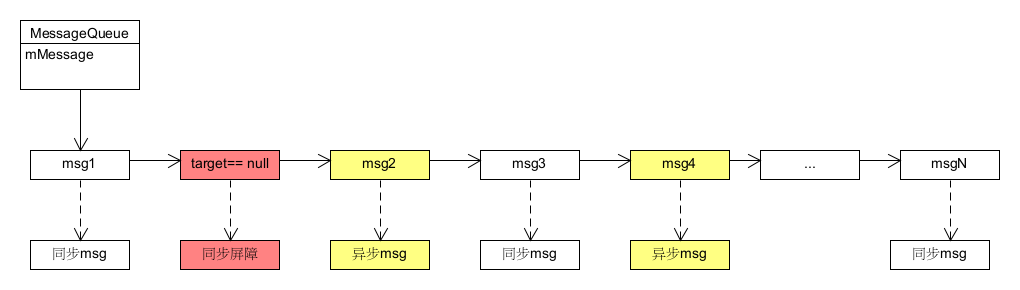 MessageQueue
mMessage
msg1
target== null
msg2
msg3
msg4
...
msgN
同步msg
同步屏障
异步msg
同步msg
异步msg
同步msg